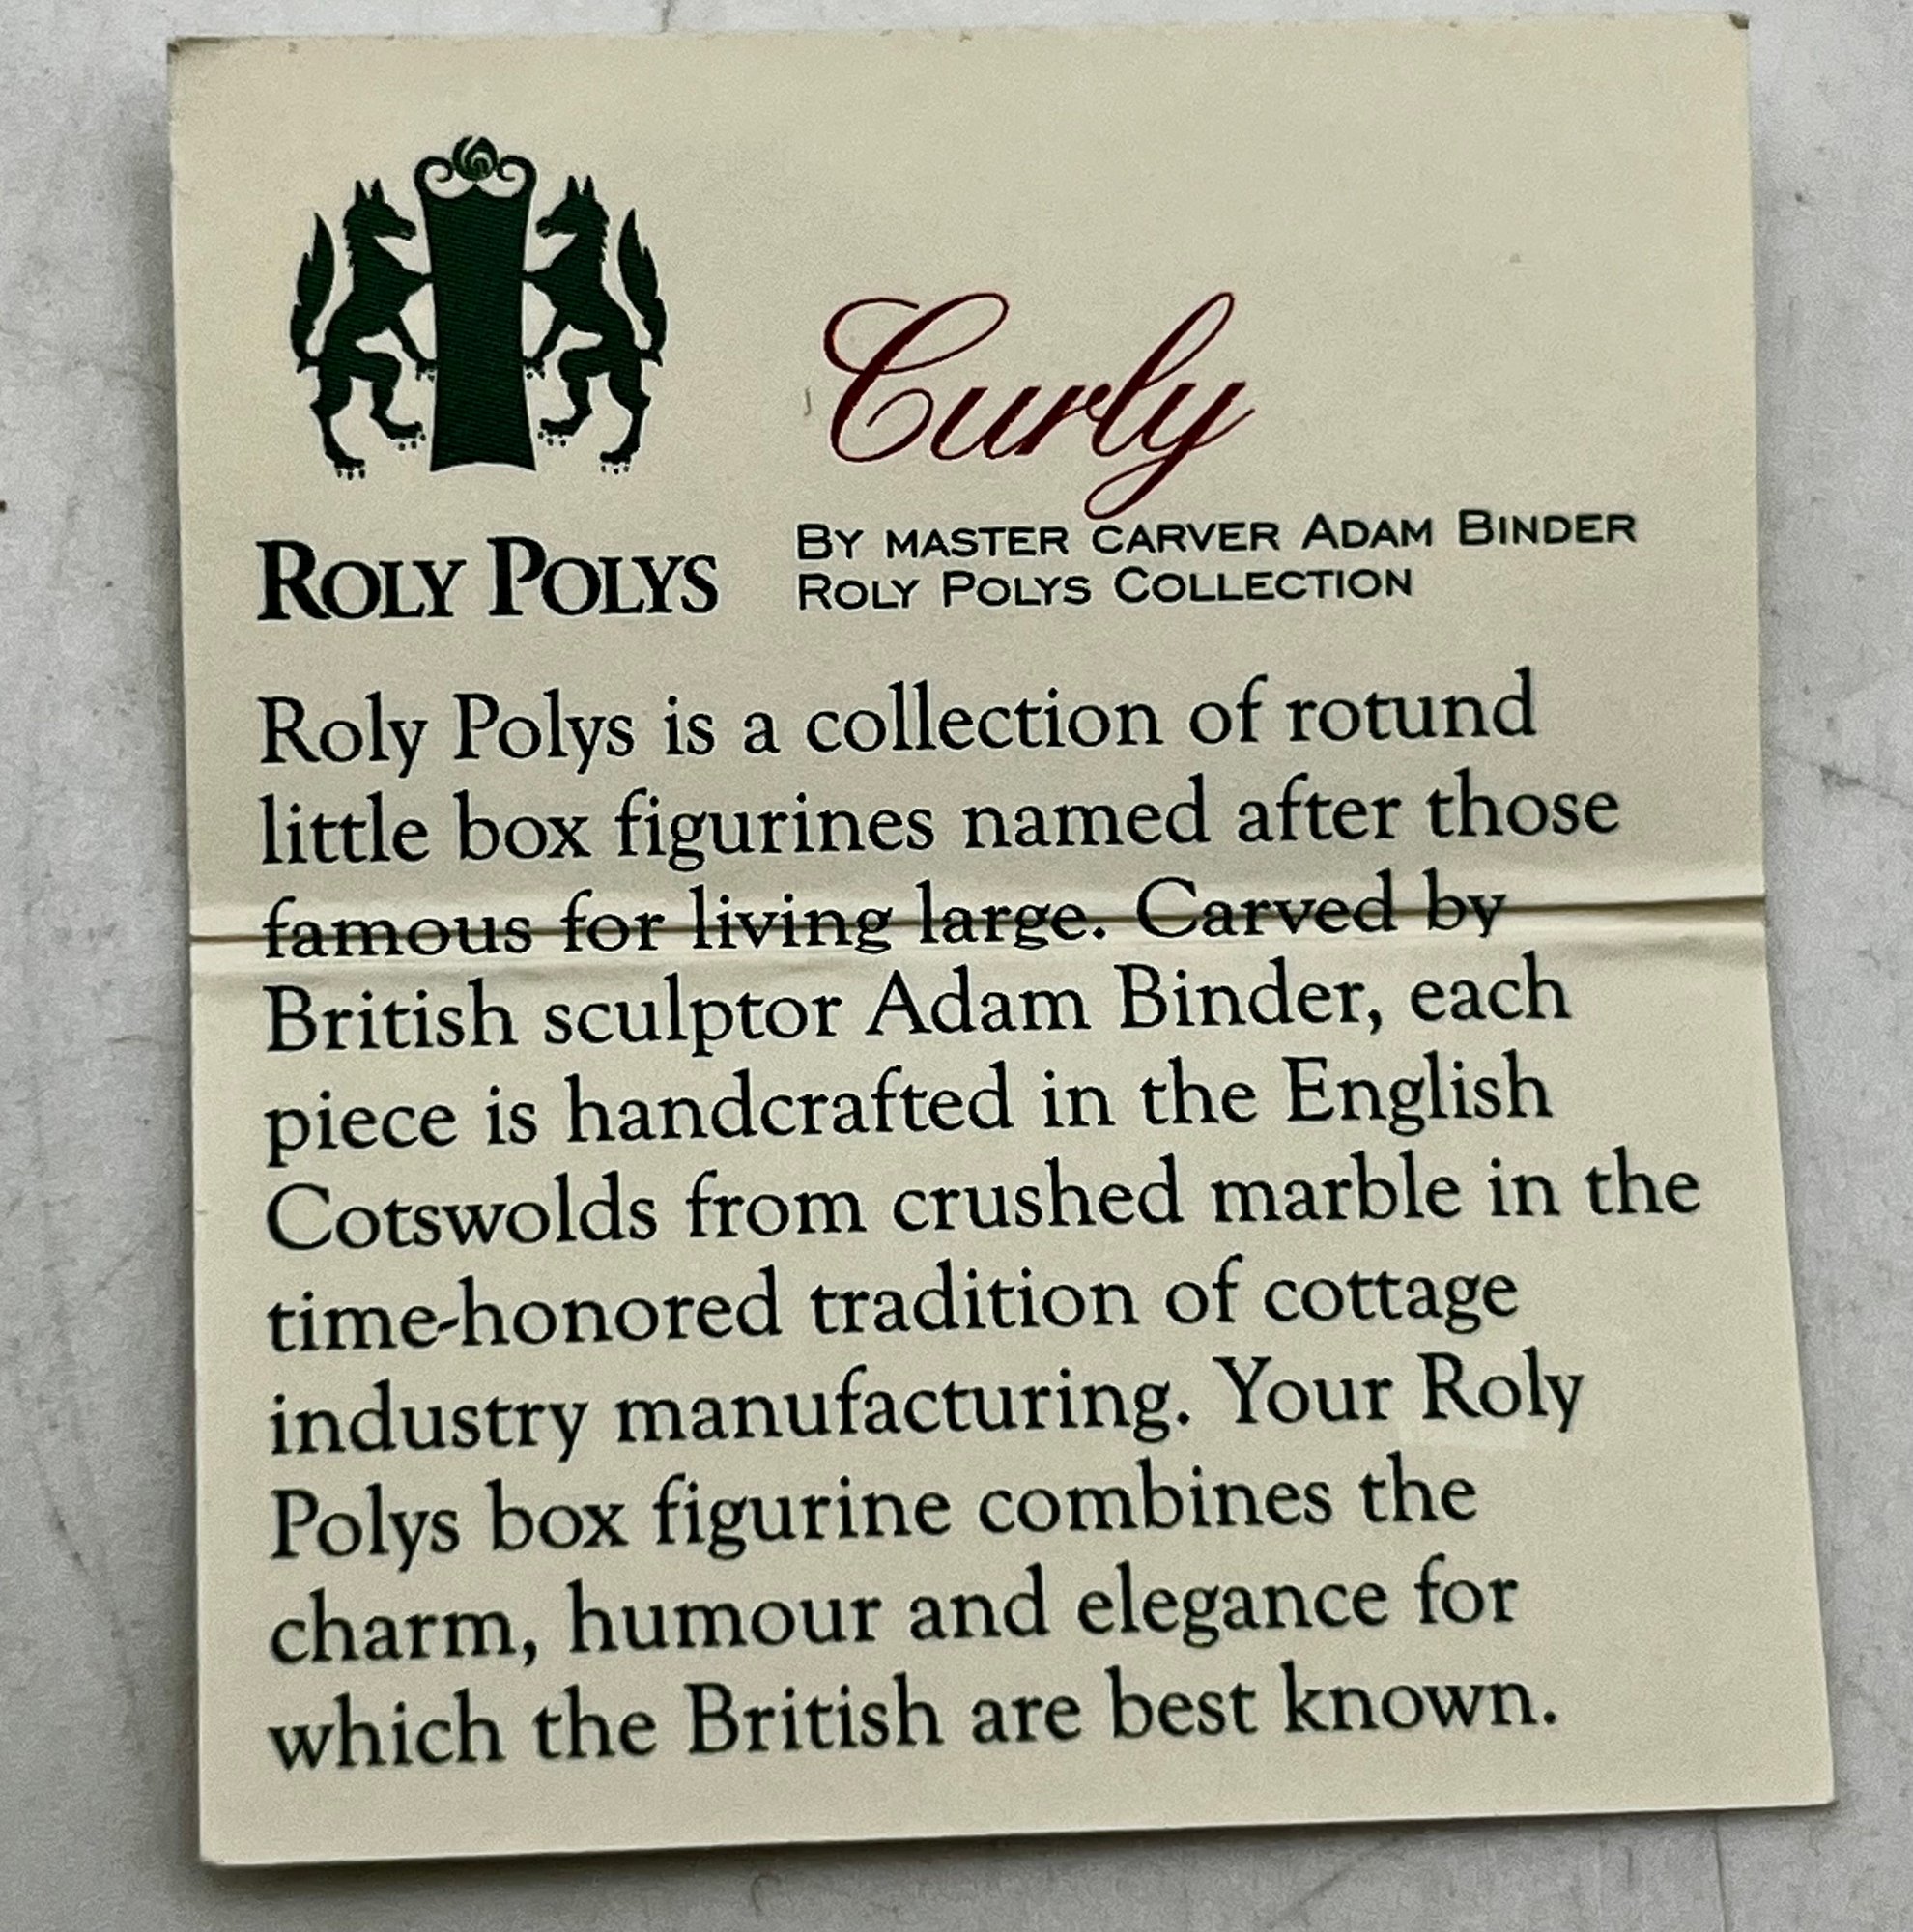 Curly
BY MASTER CARVER ADAM BINDER
ROLY POLYS COLLECTION
ROLY POLYS
Roly Polys is a collection of rotund
little box figurines named after those
famous for living large. Carved by
British sculptor Adam Binder, each
piece is handcrafted in the English
Cotswolds from crushed marble in the
time-honored tradition of cottage
industry manufacturing. Your Roly
Polys box figurine combines the
charm, humour and elegance for
which the British are best known.